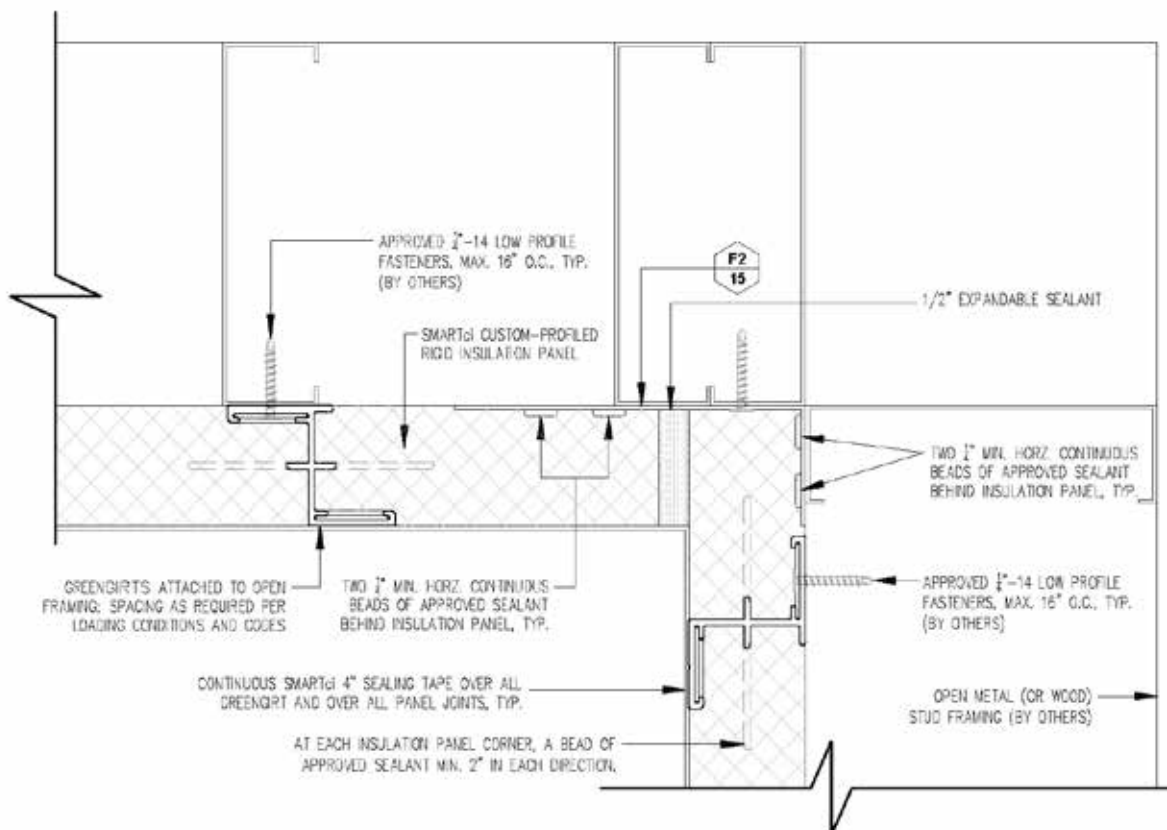 APPROVED ¼"-14 LOW PROFILE
FASTENERS, MAX. 16" O.C., TYP.
(BY OTHERS)
F2
15
1/2" EXPANDABLE SEALANT
SMARTci CUSTOM-PROFILED
RIGID INSULATION PANEL
TWO ¼" MIN. HORZ. CONTINUOUS
BEADS OF APPROVED SEALANT
BEHIND INSULATION PANEL, TYP.
GREENGIRTS ATTACHED TO OPEN
FRAMING; SPACING AS REQUIRED PER
LOADING CONDITIONS AND CODES
TWO ¼" MIN. HORZ. CONTINUOUS
BEADS OF APPROVED SEALANT
BEHIND INSULATION PANEL, TYP.
APPROVED ¼"-14 LOW PROFILE
FASTENERS, MAX. 16" O.C., TYP.
(BY OTHERS)
CONTINUOUS SMARTci 4" SEALING TAPE OVER ALL
GREENGIRT AND OVER ALL PANEL JOINTS, TYP.
OPEN METAL (OR WOOD)
STUD FRAMING (BY OTHERS)
AT EACH INSULATION PANEL CORNER, A BEAD OF
APPROVED SEALANT MIN. 2" IN EACH DIRECTION.